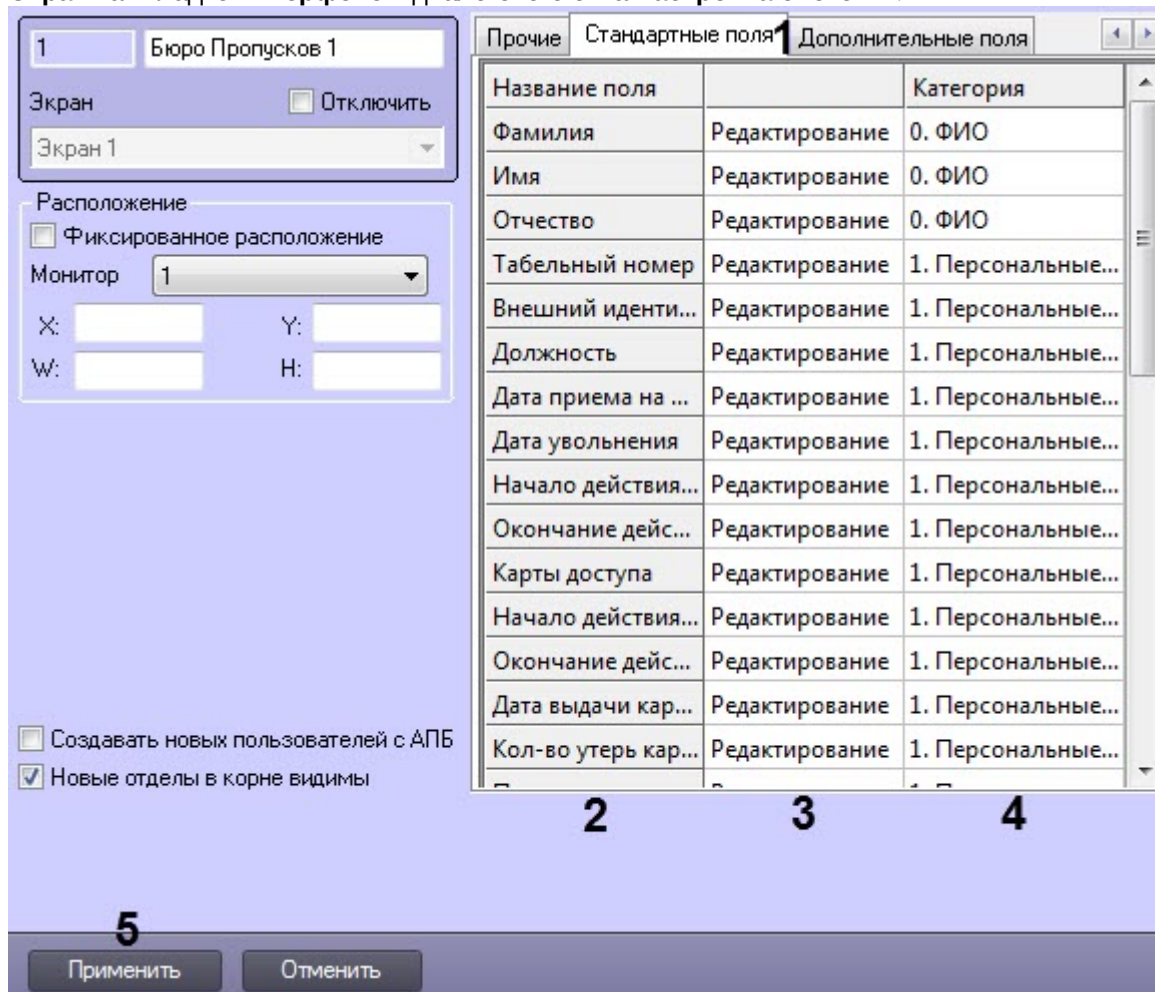 1 Бюро Пропусков 1
Экран Отключить
Экран 1
Расположение
Фиксированное расположение
Монитор 1
X: Y:
W: H:
Создавать новых пользователей с АПБ
Новые отделы в корне видимы
Прочие Стандартные поля 1 Дополнительные поля
Название поля Категория
Фамилия Редактирование 0. ФИО
Имя Редактирование 0. ФИО
Отчество Редактирование 0. ФИО
Табельный номер Редактирование 1. Персональные...
Внешний иденти... Редактирование 1. Персональные...
Должность Редактирование 1. Персональные...
Дата приема на ... Редактирование 1. Персональные...
Дата увольнения Редактирование 1. Персональные...
Начало действия... Редактирование 1. Персональные...
Окончание дейс... Редактирование 1. Персональные...
Карты доступа Редактирование 1. Персональные...
Начало действия... Редактирование 1. Персональные...
Окончание дейс... Редактирование 1. Персональные...
Дата выдачи кар... Редактирование 1. Персональные...
Кол-во утерь кар... Редактирование 1. Персональные...
2 3 4
5
Применить Отменить